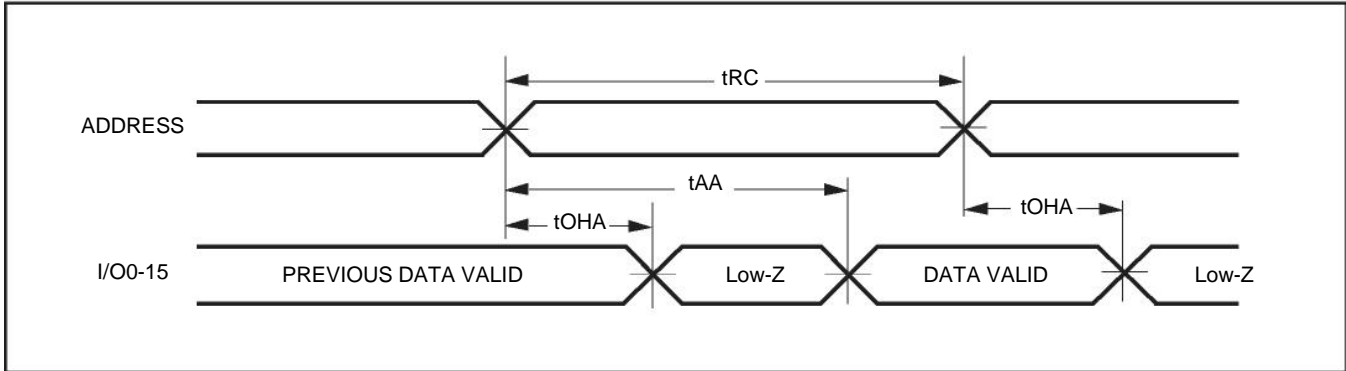 tRC
ADDRESS
tAA
tOHA
tOHA
I/O0-15
PREVIOUS DATA VALID
Low-Z
DATA VALID
Low-Z